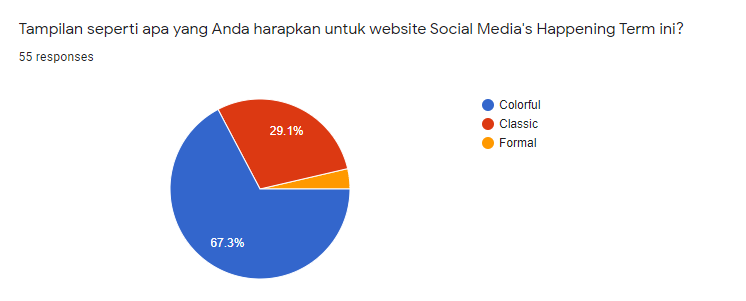 Tampilan seperti apa yang Anda harapkan untuk website Social Media's Happening Term ini?
55 responses
29.1%
67.3%
Colorful
Classic
Formal